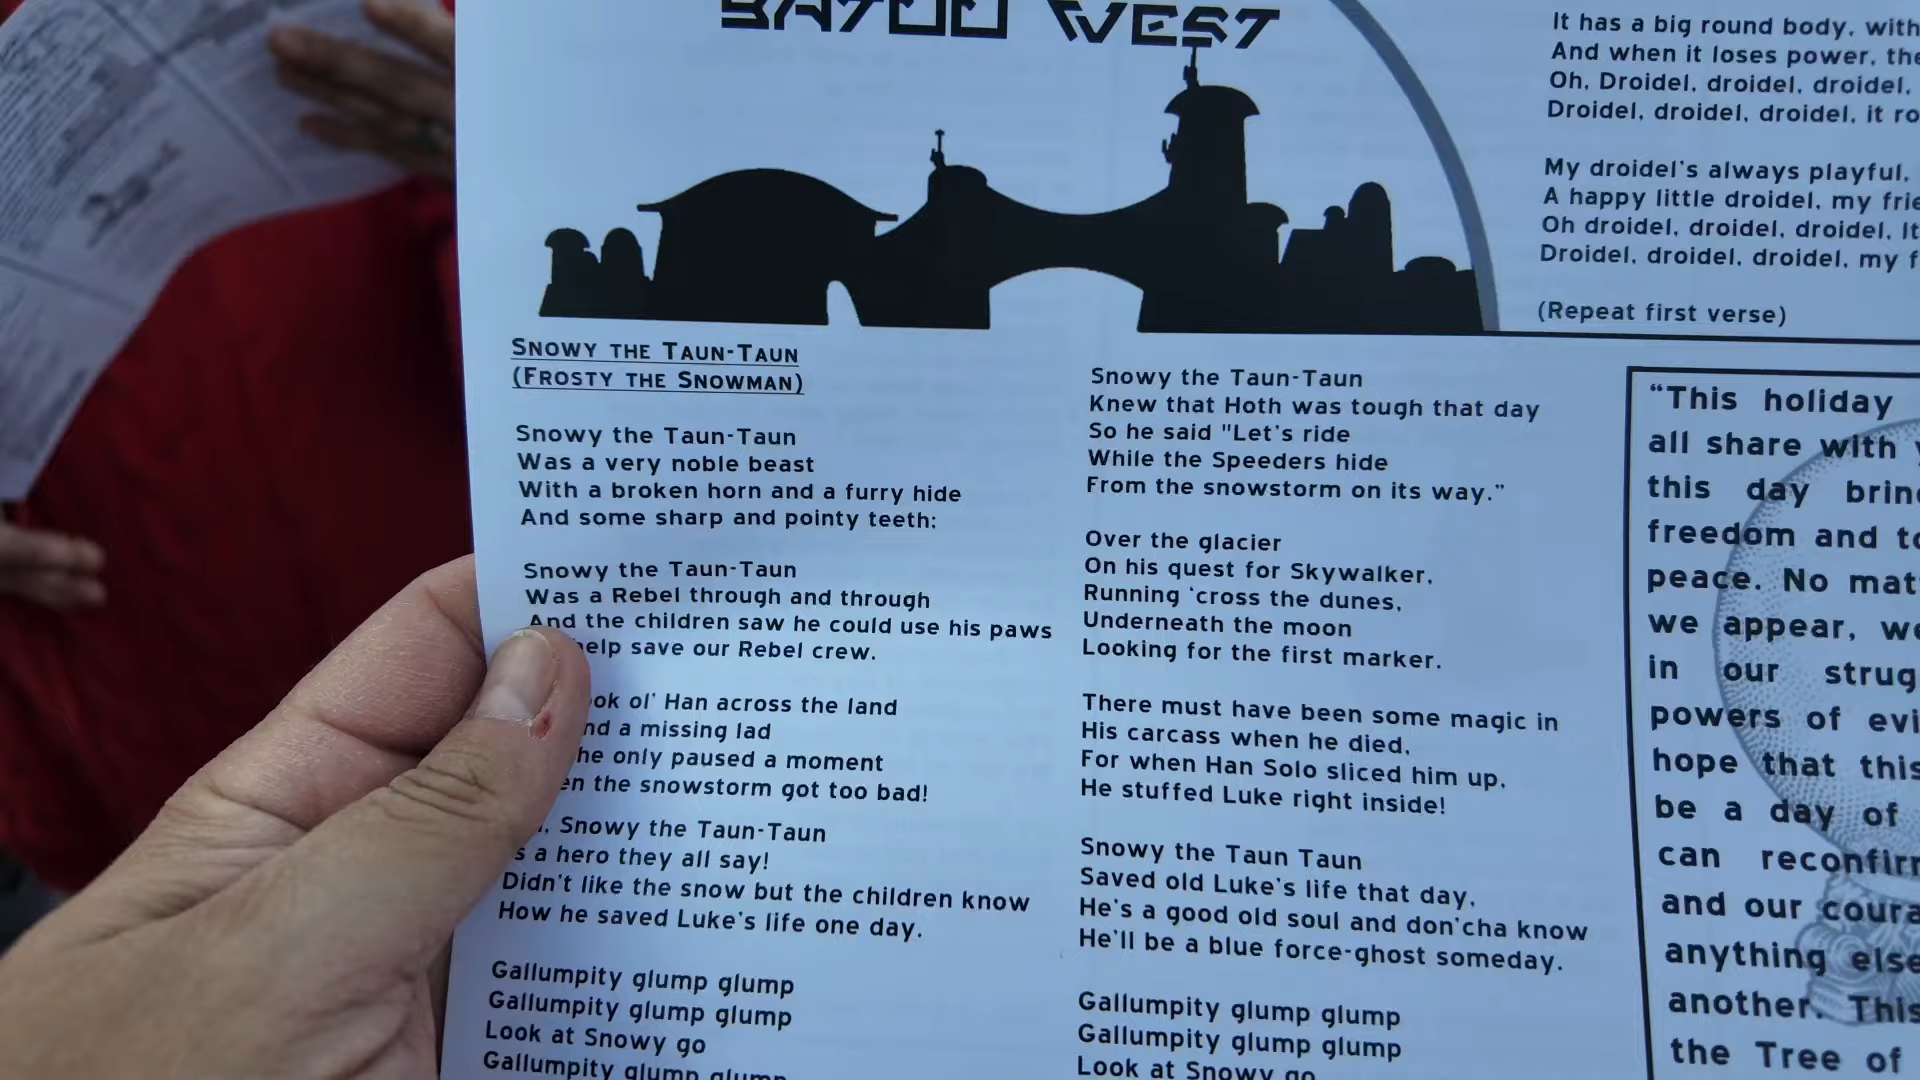 BATUU WEST
SNOWY THE TAUN-TAUN
(FROSTY THE SNOWMAN)
Snowy the Taun-Taun
Was a very noble beast
With a broken horn and a furry hide
And some sharp and pointy teeth:
Snowy the Taun-Taun
Was a Rebel through and through
And the children saw he could use his paws
help save our Rebel crew.
ol' Han across the land
a missing lad
he only paused a moment
the snowstorm got too bad!
Snowy the Taun-Taun
a hero they all say!
Didn't like the snow but the children know
How he saved Luke's life one day.
Gallumpity glump glump
Gallumpity glump glump
Look at Snowy go
Gallumpity glump glump
Snowy the Taun-Taun
Knew that Hoth was tough that day
So he said "Let's ride
While the Speeders hide
From the snowstorm on its way."
Over the glacier
On his quest for Skywalker,
Running 'cross the dunes,
Underneath the moon
Looking for the first marker.
There must have been some magic in
His carcass when he died,
For when Han Solo sliced him up,
He stuffed Luke right inside!
Snowy the Taun Taun
Saved old Luke's life that day,
He's a good old soul and don'cha know
He'll be a blue force-ghost someday.
Gallumpity glump glump
Gallumpity glump glump
Look at Snowy go
It has a big round body, with
And when it loses power, the
Oh, Droidel, droidel, droidel,
Droidel, droidel, droidel, it
My droidel's always playful,
A happy little droidel, my
Oh droidel, droidel, droidel, It
Droidel, droidel, droidel, my
(Repeat first verse)
"This holiday
all share with
this day
freedom and
peace. No
we appear,
in our
powers of
hope that
be a day of
can
and our
anything
another. This
the Tree of